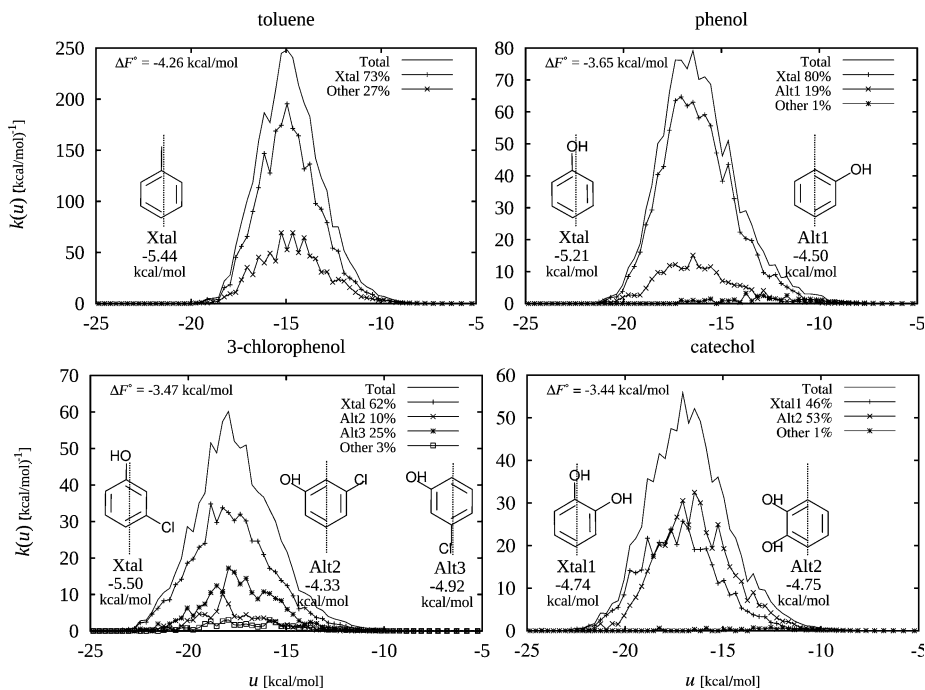 toluene
ΔF° = -4.26 kcal/mol
Total
Xtal 73%
Other 27%
250
200
150
100
50
0
k(u) [kcal/mol)⁻¹
Xtal
-5.44
kcal/mol
-25 -20 -15 -10 -5
phenol
ΔF° = -3.65 kcal/mol
Total
Xtal 80%
Alt1 19%
Other 1%
80
70
60
50
40
30
20
10
0
OH
Xtal
-5.21
kcal/mol
OH
Alt1
-4.50
kcal/mol
-25 -20 -15 -10 -5
3-chlorophenol
ΔF° = -3.47 kcal/mol
Total
Xtal 62%
Alt2 10%
Alt3 25%
Other 3%
70
60
50
40
30
20
10
0
k(u) [kcal/mol)⁻¹
HO
Cl
Xtal
-5.50
kcal/mol
OH
Cl
Alt2
-4.33
kcal/mol
OH
Cl
Alt3
-4.92
kcal/mol
-25 -20 -15 -10 -5
u [kcal/mol]
catechol
ΔF° = -3.44 kcal/mol
Total
Xtal1 46%
Alt2 53%
Other 1%
60
50
40
30
20
10
0
OH
OH
Xtal1
-4.74
kcal/mol
OH
OH
Alt2
-4.75
kcal/mol
-25 -20 -15 -10 -5
u [kcal/mol]